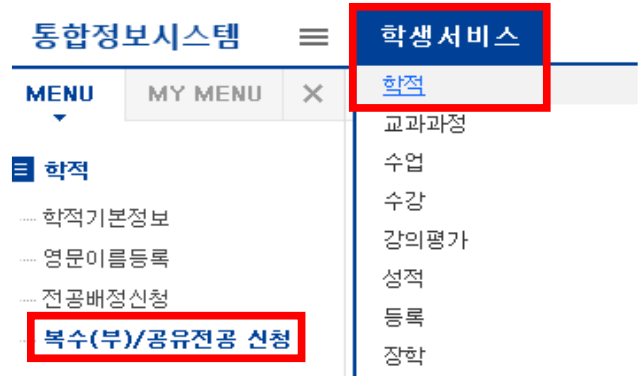 통합정보시스템
MENU
MY MENU
학적
학적기본정보
영문이름등록
전공배정신청
복수(부)/공유전공 신청
학생서비스
학적
교과과정
수업
수강
강의평가
성적
등록
장학